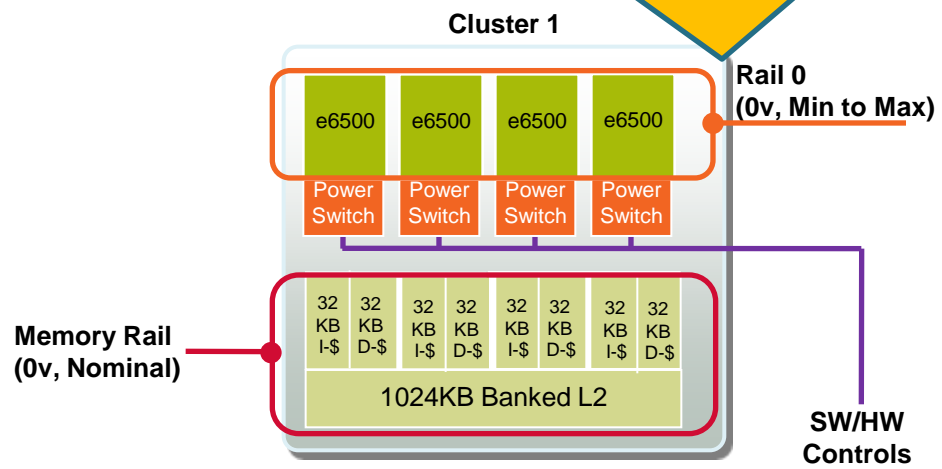 Cluster 1
Rail 0
(0v, Min to Max)
e6500 e6500 e6500 e6500
Power Power Power Power
Switch Switch Switch Switch
32 32 32 32 32 32 32 32
KB KB KB KB KB KB KB KB
I-$ D-$ I-$ D-$ I-$ D-$ I-$ D-$
Memory Rail
(0v, Nominal)
1024KB Banked L2
SW/HW
Controls